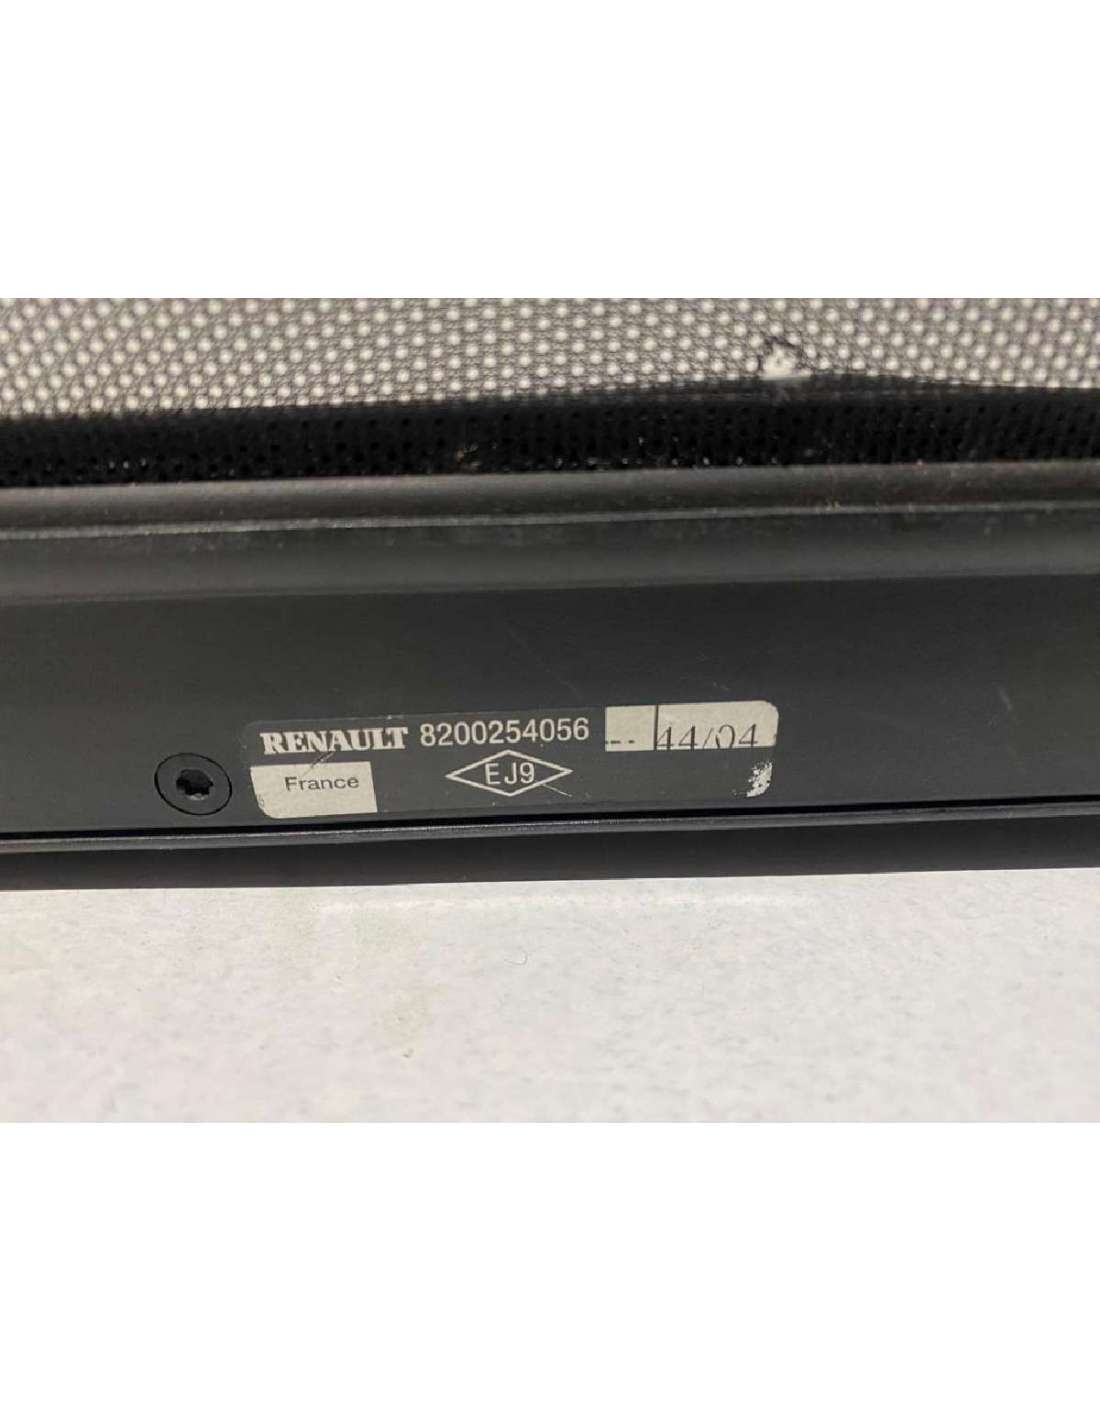 RENAULT 8200254056 -- 44/04
France EJ9